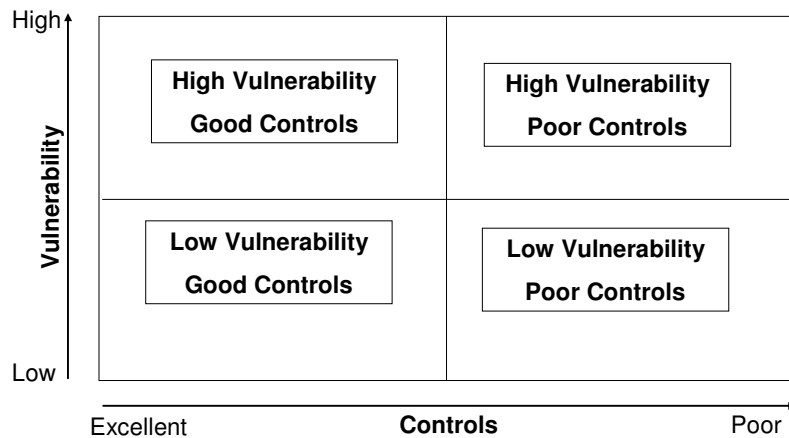 High
High Vulnerability
Good Controls
High Vulnerability
Poor Controls
Vulnerability
Low Vulnerability
Good Controls
Low Vulnerability
Poor Controls
Low
Excellent
Controls
Poor